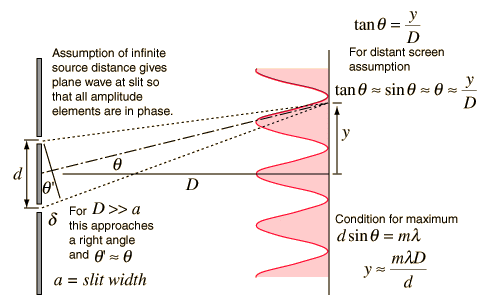 tan θ = y/D
Assumption of infinite
source distance gives
plane wave at slit so
that all amplitude
elements are in phase.
For distant screen
assumption
tan θ ≈ sin θ ≈ θ ≈ y/D
y
d
θ'
θ
D
δ
For D >> a
this approaches
a right angle
and θ' ≈ θ
a = slit width
Condition for maximum
d sin θ = mλ
y ≈ mλD/d